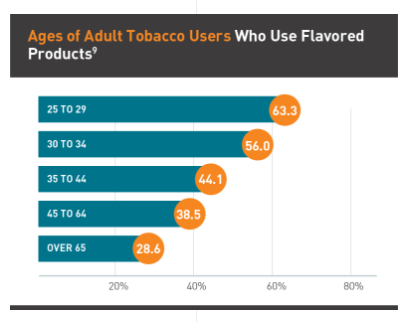 Ages of Adult Tobacco Users Who Use Flavored
Products⁹
25 TO 29 63.3
30 TO 34 56.0
35 TO 44 44.1
45 TO 64 38.5
OVER 65 28.6
20% 40% 60% 80%